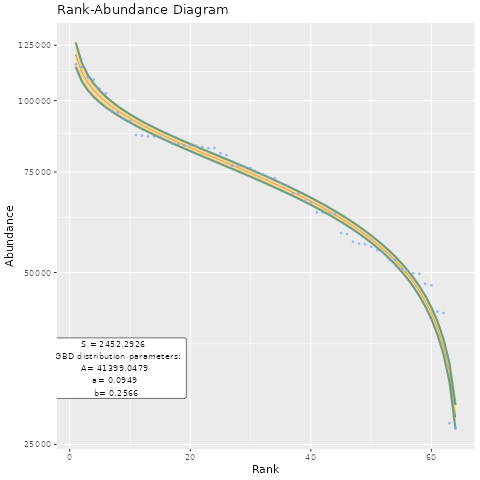 Rank-Abundance Diagram
125000
100000
75000
50000
25000
Abundance
S = 2452.2926
GBD distribution parameters:
A= 41399.0479
a= 0.0949
b= 0.2566
0
20
40
60
Rank